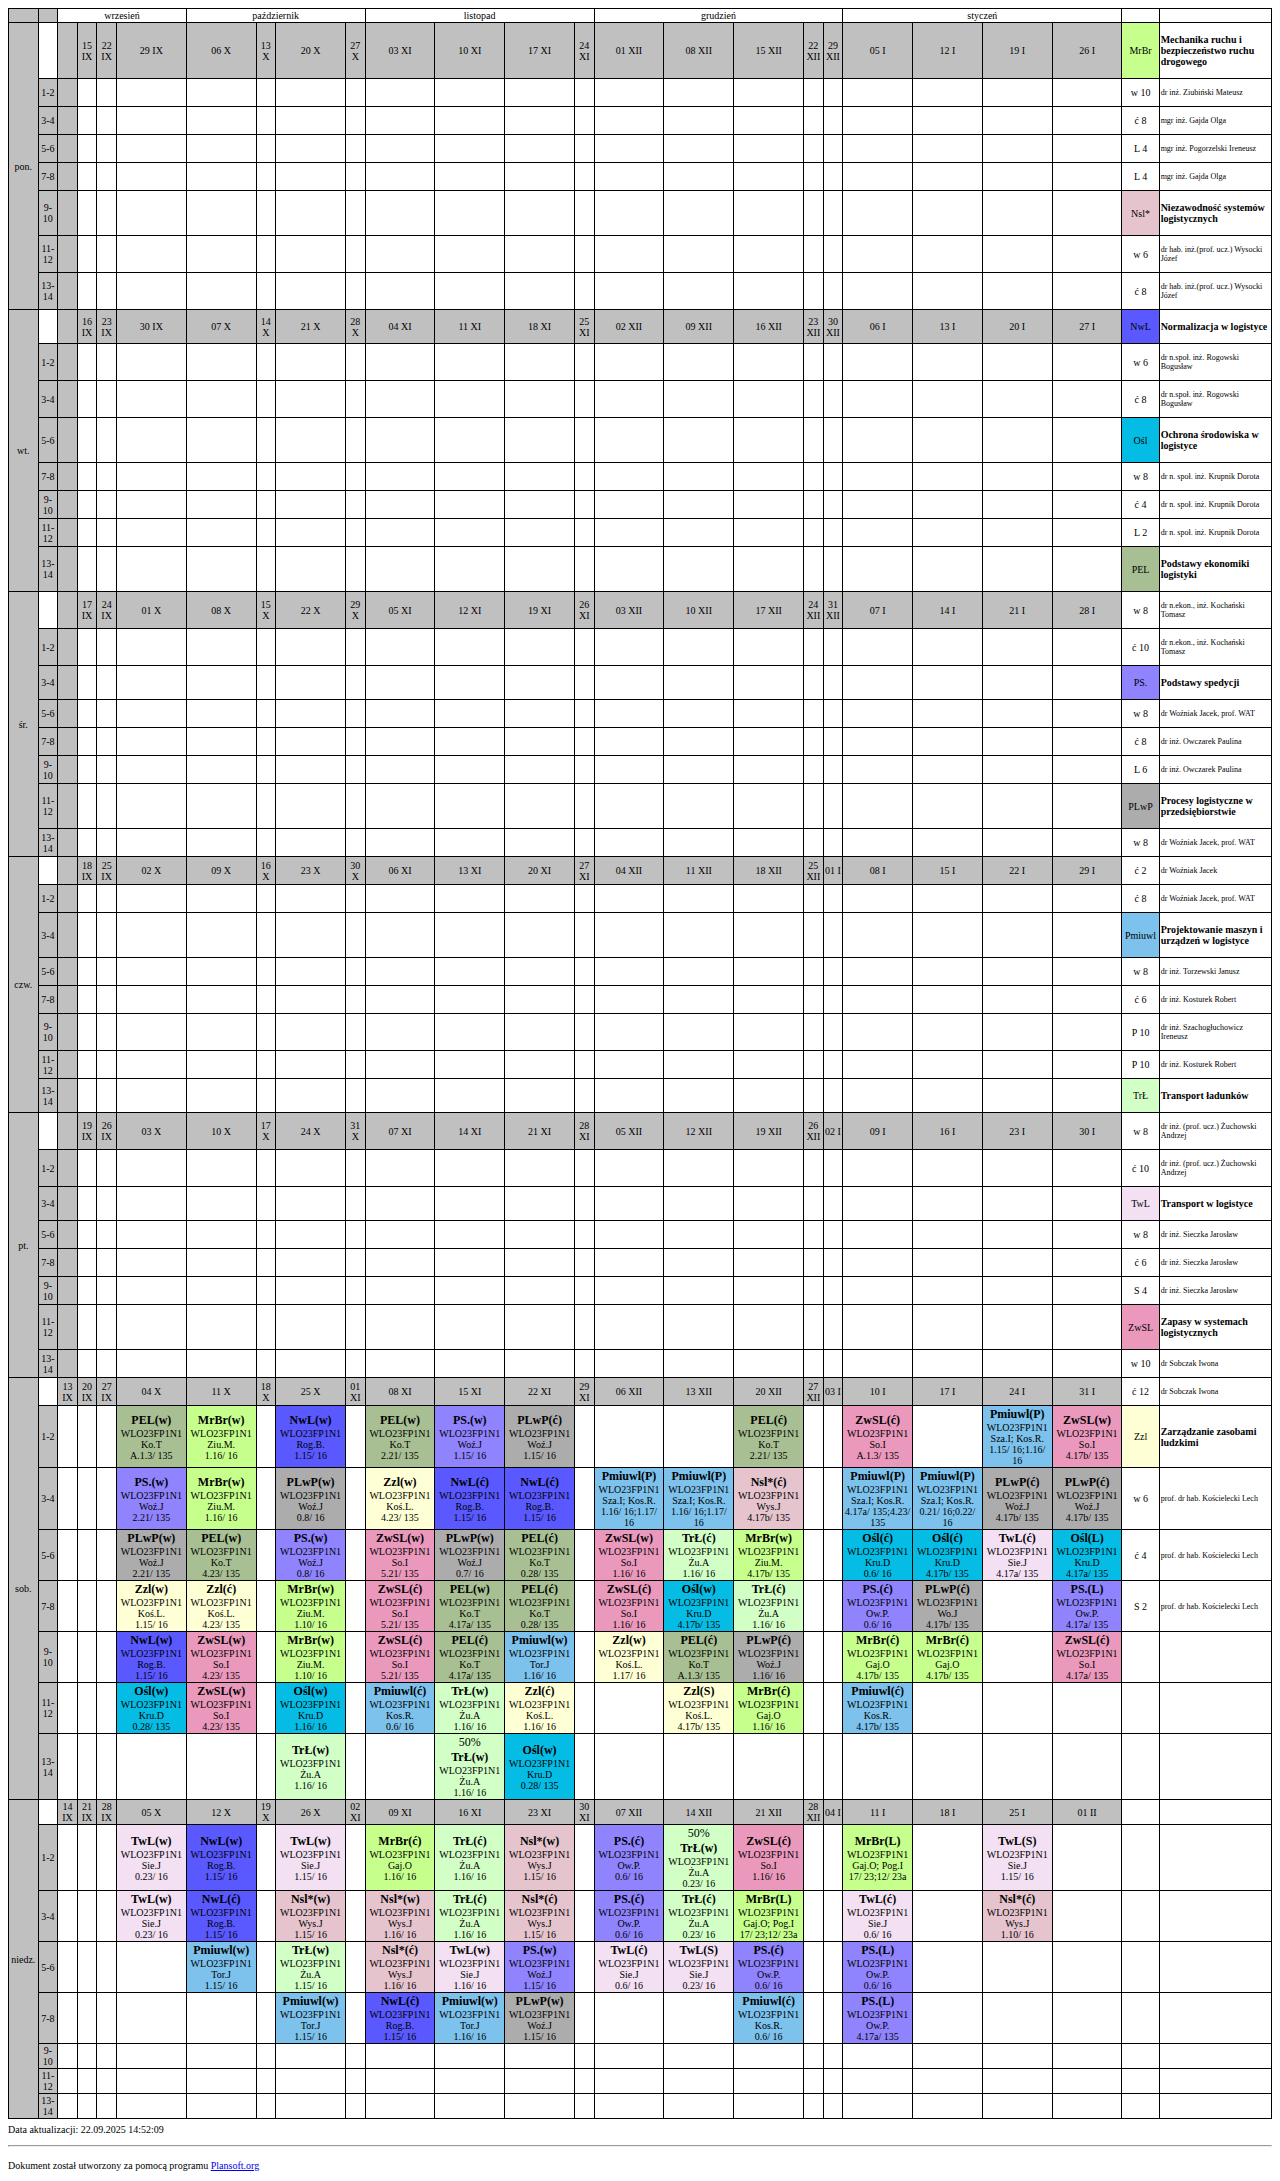 wrzesień październik listopad grudzień styczeń
pon. 15 IX 22 IX 29 IX 06 X 13 X 20 X 27 X 03 XI 10 XI 17 XI 24 XI 01 XII 08 XII 15 XII 22 XII 29 XII 05 I 12 I 19 I 26 I MrBr Mechanika ruchu i bezpieczeństwo ruchu drogowego
1-2 w 10 dr inż. Ziubiński Mateusz
3-4 ć 8 mgr inż. Gajda Olga
5-6 L 4 mgr inż. Pogorzelski Ireneusz
7-8 L 4 mgr inż. Gajda Olga
9-10 Nsl* Niezawodność systemów logistycznych
11-12 w 6 dr hab. inż.(prof. ucz.) Wysocki Józef
13-14 ć 8 dr hab. inż.(prof. ucz.) Wysocki Józef
wt. 16 IX 23 IX 30 IX 07 X 14 X 21 X 28 X 04 XI 11 XI 18 XI 25 XI 02 XII 09 XII 16 XII 23 XII 30 XII 06 I 13 I 20 I 27 I NwL Normalizacja w logistyce
1-2 w 6 dr n.społ. inż. Rogowski Bogusław
3-4 ć 8 dr n.społ. inż. Rogowski Bogusław
5-6 Ośl Ochrona środowiska w logistyce
7-8 w 8 dr n. społ. inż. Krupnik Dorota
9-10 ć 4 dr n. społ. inż. Krupnik Dorota
11-12 L 2 dr n. społ. inż. Krupnik Dorota
13-14 PEL Podstawy ekonomiki logistyki
śr. 17 IX 24 IX 01 X 08 X 15 X 22 X 29 X 05 XI 12 XI 19 XI 26 XI 03 XII 10 XII 17 XII 24 XII 31 XII 07 I 14 I 21 I 28 I w 8 dr n.ekon., inż. Kochański Tomasz
1-2 ć 10 dr n.ekon., inż. Kochański Tomasz
3-4 PS. Podstawy spedycji
5-6 w 8 dr Woźniak Jacek, prof. WAT
7-8 ć 8 dr inż. Owczarek Paulina
9-10 L 6 dr inż. Owczarek Paulina
11-12 PLwP Procesy logistyczne w przedsiębiorstwie
13-14 w 8 dr Woźniak Jacek, prof. WAT
czw. 18 IX 25 IX 02 X 09 X 16 X 23 X 30 X 06 XI 13 XI 20 XI 27 XI 04 XII 11 XII 18 XII 25 XII 01 I 08 I 15 I 22 I 29 I ć 2 dr Woźniak Jacek
1-2 ć 8 dr Woźniak Jacek, prof. WAT
3-4 Pmiuwl Projektowanie maszyn i urządzeń w logistyce
5-6 w 8 dr inż. Torzewski Janusz
7-8 ć 6 dr inż. Kosturek Robert
9-10 P 10 dr inż. Szachogłuchowicz Ireneusz
11-12 P 10 dr inż. Kosturek Robert
13-14 TrŁ Transport ładunków
pt. 19 IX 26 IX 03 X 10 X 17 X 24 X 31 X 07 XI 14 XI 21 XI 28 XI 05 XII 12 XII 19 XII 26 XII 02 I 09 I 16 I 23 I 30 I w 8 dr inż. (prof. ucz.) Żuchowski Andrzej
1-2 ć 10 dr inż. (prof. ucz.) Żuchowski Andrzej
3-4 TwL Transport w logistyce
5-6 w 8 dr inż. Sieczka Jarosław
7-8 ć 6 dr inż. Sieczka Jarosław
9-10 S 4 dr inż. Sieczka Jarosław
11-12 ZwSL Zapasy w systemach logistycznych
13-14 w 10 dr Sobczak Iwona
sob. 13 IX 20 IX 27 IX 04 X 11 X 18 X 25 X 01 XI 08 XI 15 XI 22 XI 29 XI 06 XII 13 XII 20 XII 27 XII 03 I 10 I 17 I 24 I 31 I ć 12 dr Sobczak Iwona
1-2 PEL(w) WLO23FP1N1 Ko.T A.1.3/ 135 MrBr(w) WLO23FP1N1 Ziu.M. 1.16/ 16 NwL(w) WLO23FP1N1 Rog.B. 1.15/ 16 PEL(w) WLO23FP1N1 Ko.T 2.21/ 135 PS.(w) WLO23FP1N1 Woź.J 1.15/ 16 PLwP(ć) WLO23FP1N1 Woź.J 1.15/ 16 PEL(ć) WLO23FP1N1 Ko.T 2.21/ 135 ZwSL(ć) WLO23FP1N1 So.I A.1.3/ 135 Pmiuwl(P) WLO23FP1N1 Sza.I; Kos.R. 1.15/ 16;1.16/ 16 ZwSL(w) WLO23FP1N1 So.I 4.17b/ 135 Zzl Zarządzanie zasobami ludzkimi
3-4 PS.(w) WLO23FP1N1 Woź.J 2.21/ 135 MrBr(w) WLO23FP1N1 Ziu.M. 1.16/ 16 PLwP(w) WLO23FP1N1 Woź.J 0.8/ 16 Zzl(w) WLO23FP1N1 Koś.L. 4.23/ 135 NwL(ć) WLO23FP1N1 Rog.B. 1.15/ 16 NwL(ć) WLO23FP1N1 Rog.B. 1.15/ 16 Pmiuwl(P) WLO23FP1N1 Sza.I; Kos.R. 1.16/ 16;1.17/ 16 Pmiuwl(P) WLO23FP1N1 Sza.I; Kos.R. 1.16/ 16;1.17/ 16 Nsl*(ć) WLO23FP1N1 Wys.J 4.17b/ 135 Pmiuwl(P) WLO23FP1N1 Sza.I; Kos.R. 4.17a/ 135;4.23/ 135 Pmiuwl(P) WLO23FP1N1 Sza.I; Kos.R. 0.21/ 16;0.22/ 16 PLwP(ć) WLO23FP1N1 Woź.J 4.17b/ 135 PLwP(ć) WLO23FP1N1 Woź.J 4.17b/ 135 w 6 prof. dr hab. Kościelecki Lech
5-6 PLwP(w) WLO23FP1N1 Woź.J 2.21/ 135 PEL(w) WLO23FP1N1 Ko.T 4.23/ 135 PS.(w) WLO23FP1N1 Woź.J 0.8/ 16 ZwSL(w) WLO23FP1N1 So.I 5.21/ 135 PLwP(w) WLO23FP1N1 Woź.J 0.7/ 16 PEL(ć) WLO23FP1N1 Ko.T 0.28/ 135 ZwSL(w) WLO23FP1N1 So.I 1.16/ 16 TrŁ(ć) WLO23FP1N1 Żu.A 1.16/ 16 MrBr(w) WLO23FP1N1 Ziu.M. 4.17b/ 135 Ośl(ć) WLO23FP1N1 Kru.D 0.6/ 16 Ośl(ć) WLO23FP1N1 Kru.D 4.17b/ 135 TwL(ć) WLO23FP1N1 Sie.J 4.17a/ 135 Ośl(L) WLO23FP1N1 Kru.D 4.17a/ 135 ć 4 prof. dr hab. Kościelecki Lech
7-8 Zzl(w) WLO23FP1N1 Koś.L. 1.15/ 16 Zzl(ć) WLO23FP1N1 Koś.L. 4.23/ 135 MrBr(w) WLO23FP1N1 Ziu.M. 1.10/ 16 ZwSL(ć) WLO23FP1N1 So.I 5.21/ 135 PEL(w) WLO23FP1N1 Ko.T 4.17a/ 135 PEL(ć) WLO23FP1N1 Ko.T 0.28/ 135 ZwSL(ć) WLO23FP1N1 So.I 1.16/ 16 Ośl(w) WLO23FP1N1 Kru.D 4.17b/ 135 TrŁ(ć) WLO23FP1N1 Żu.A 1.16/ 16 PS.(ć) WLO23FP1N1 Ow.P. 0.6/ 16 PLwP(ć) WLO23FP1N1 Wo.J 4.17b/ 135 PS.(L) WLO23FP1N1 Ow.P. 4.17a/ 135 S 2 prof. dr hab. Kościelecki Lech
9-10 NwL(w) WLO23FP1N1 Rog.B. 1.15/ 16 ZwSL(w) WLO23FP1N1 So.I 4.23/ 135 MrBr(w) WLO23FP1N1 Ziu.M. 1.10/ 16 ZwSL(ć) WLO23FP1N1 So.I 5.21/ 135 PEL(ć) WLO23FP1N1 Ko.T 4.17a/ 135 Pmiuwl(w) WLO23FP1N1 Tor.J 1.16/ 16 Zzl(w) WLO23FP1N1 Koś.L. 1.17/ 16 PEL(ć) WLO23FP1N1 Ko.T A.1.3/ 135 PLwP(ć) WLO23FP1N1 Woź.J 1.16/ 16 MrBr(ć) WLO23FP1N1 Gaj.O 4.17b/ 135 MrBr(ć) WLO23FP1N1 Gaj.O 4.17b/ 135 ZwSL(ć) WLO23FP1N1 So.I 4.17a/ 135
11-12 Ośl(w) WLO23FP1N1 Kru.D 0.28/ 135 ZwSL(w) WLO23FP1N1 So.I 4.23/ 135 Ośl(w) WLO23FP1N1 Kru.D 1.16/ 16 Pmiuwl(ć) WLO23FP1N1 Kos.R. 0.6/ 16 TrŁ(w) WLO23FP1N1 Żu.A 1.16/ 16 Zzl(ć) WLO23FP1N1 Koś.L. 1.16/ 16 Zzl(S) WLO23FP1N1 Koś.L. 4.17b/ 135 MrBr(ć) WLO23FP1N1 Gaj.O 1.16/ 16 Pmiuwl(ć) WLO23FP1N1 Kos.R. 4.17b/ 135
13-14 TrŁ(w) WLO23FP1N1 Żu.A 1.16/ 16 50% TrŁ(w) WLO23FP1N1 Żu.A 1.16/ 16 Ośl(w) WLO23FP1N1 Kru.D 0.28/ 135
niedz. 14 IX 21 IX 28 IX 05 X 12 X 19 X 26 X 02 XI 09 XI 16 XI 23 XI 30 XI 07 XII 14 XII 21 XII 28 XII 04 I 11 I 18 I 25 I 01 II
1-2 TwL(w) WLO23FP1N1 Sie.J 0.23/ 16 NwL(w) WLO23FP1N1 Rog.B. 1.15/ 16 TwL(w) WLO23FP1N1 Sie.J 1.15/ 16 MrBr(ć) WLO23FP1N1 Gaj.O 1.16/ 16 TrŁ(ć) WLO23FP1N1 Żu.A 1.16/ 16 Nsl*(w) WLO23FP1N1 Wys.J 1.15/ 16 PS.(ć) WLO23FP1N1 Ow.P. 0.6/ 16 50% TrŁ(w) WLO23FP1N1 Żu.A 0.23/ 16 ZwSL(ć) WLO23FP1N1 So.I 1.16/ 16 MrBr(L) WLO23FP1N1 Gaj.O; Pog.I 17/ 23;12/ 23a TwL(S) WLO23FP1N1 Sie.J 1.15/ 16
3-4 TwL(w) WLO23FP1N1 Sie.J 0.23/ 16 NwL(ć) WLO23FP1N1 Rog.B. 1.15/ 16 Nsl*(w) WLO23FP1N1 Wys.J 1.15/ 16 Nsl*(w) WLO23FP1N1 Wys.J 1.16/ 16 TrŁ(ć) WLO23FP1N1 Żu.A 1.16/ 16 Nsl*(ć) WLO23FP1N1 Wys.J 1.15/ 16 PS.(ć) WLO23FP1N1 Ow.P. 0.6/ 16 TrŁ(ć) WLO23FP1N1 Żu.A 0.23/ 16 MrBr(L) WLO23FP1N1 Gaj.O; Pog.I 17/ 23;12/ 23a TwL(ć) WLO23FP1N1 Sie.J 0.6/ 16 Nsl*(ć) WLO23FP1N1 Wys.J 1.10/ 16
5-6 Pmiuwl(w) WLO23FP1N1 Tor.J 1.15/ 16 TrŁ(w) WLO23FP1N1 Żu.A 1.15/ 16 Nsl*(ć) WLO23FP1N1 Wys.J 1.16/ 16 TwL(w) WLO23FP1N1 Sie.J 1.16/ 16 PS.(w) WLO23FP1N1 Woź.J 1.15/ 16 TwL(ć) WLO23FP1N1 Sie.J 0.6/ 16 TwL(S) WLO23FP1N1 Sie.J 0.23/ 16 PS.(ć) WLO23FP1N1 Ow.P. 0.6/ 16 PS.(L) WLO23FP1N1 Ow.P. 0.6/ 16
7-8 Pmiuwl(w) WLO23FP1N1 Tor.J 1.15/ 16 NwL(ć) WLO23FP1N1 Rog.B. 1.15/ 16 Pmiuwl(w) WLO23FP1N1 Tor.J 1.16/ 16 PLwP(w) WLO23FP1N1 Woź.J 1.15/ 16 Pmiuwl(ć) WLO23FP1N1 Kos.R. 0.6/ 16 PS.(L) WLO23FP1N1 Ow.P. 4.17a/ 135
9-10
11-12
13-14
Data aktualizacji: 22.09.2025 14:52:09
Dokument został utworzony za pomocą programu Plansoft.org